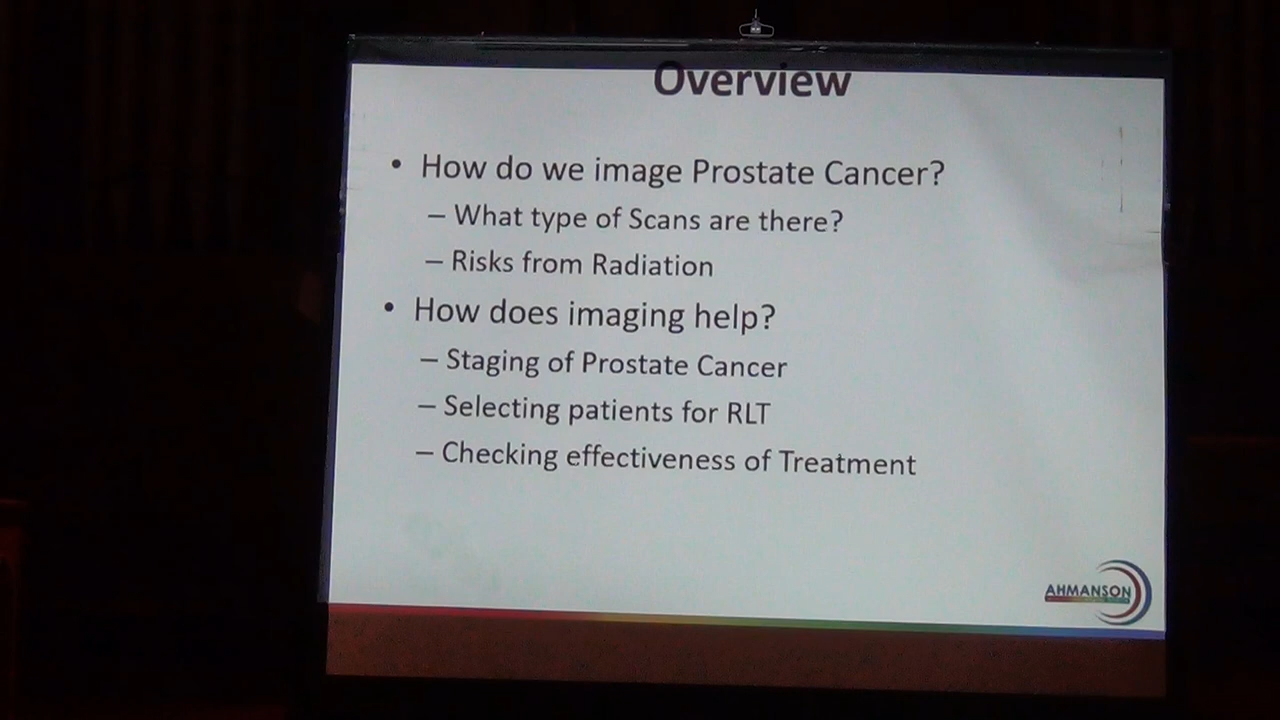 Overview
• How do we image Prostate Cancer?
– What type of Scans are there?
– Risks from Radiation
• How does imaging help?
– Staging of Prostate Cancer
– Selecting patients for RLT
– Checking effectiveness of Treatment
AHMANSON